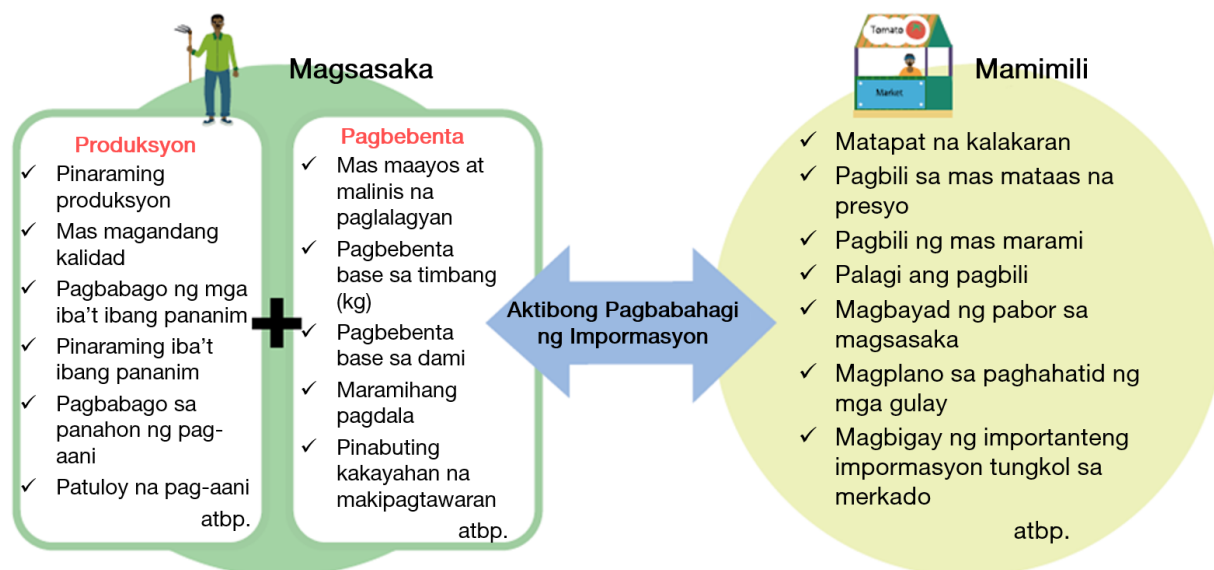 Magsasaka
Produksyon
✓ Pinaraming
produksyon
✓ Mas magandang
kalidad
✓ Pagbabago ng mga
iba't ibang pananim
✓ Pinaraming iba't
ibang pananim
✓ Pagbabago sa
panahon ng pag-
aani
✓ Patuloy na pag-aani
atbp.
+
Pagbebenta
✓ Mas maayos at
malinis na
paglalagyan
✓ Pagbebenta
base sa timbang
(kg)
✓ Pagbebenta
base sa dami
✓ Maramihang
pagdala
✓ Pinabuting
kakayahan na
makipagtawaran
atbp.
Aktibong Pagbabahagi
ng Impormasyon
Tomato
Market
Mamimili
✓ Matapat na kalakaran
✓ Pagbili sa mas mataas na
presyo
✓ Pagbili ng mas marami
✓ Palagi ang pagbili
✓ Magbayad ng pabor sa
magsasaka
✓ Magplano sa paghahatid ng
mga gulay
✓ Magbigay ng importanteng
impormasyon tungkol sa
merkado
atbp.